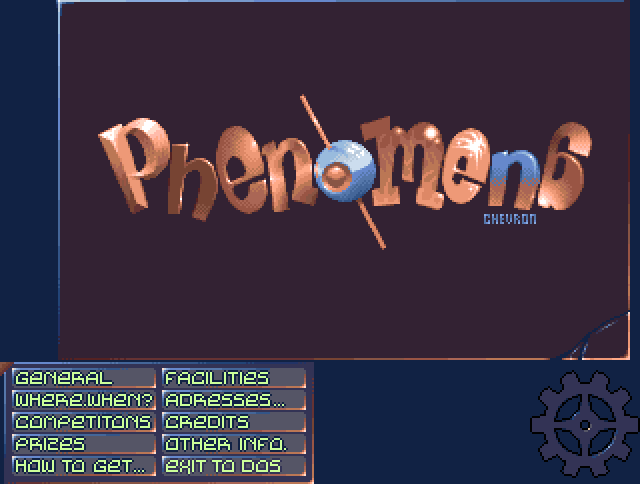 Phenomena
CHEVRON
GENERAL
FACILITIES
WHERE.WHEN?
ADRESSES...
COMPETITONS
CREDITS
PRIZES
OTHER INFO.
HOW TO GET...
EXIT TO DOS